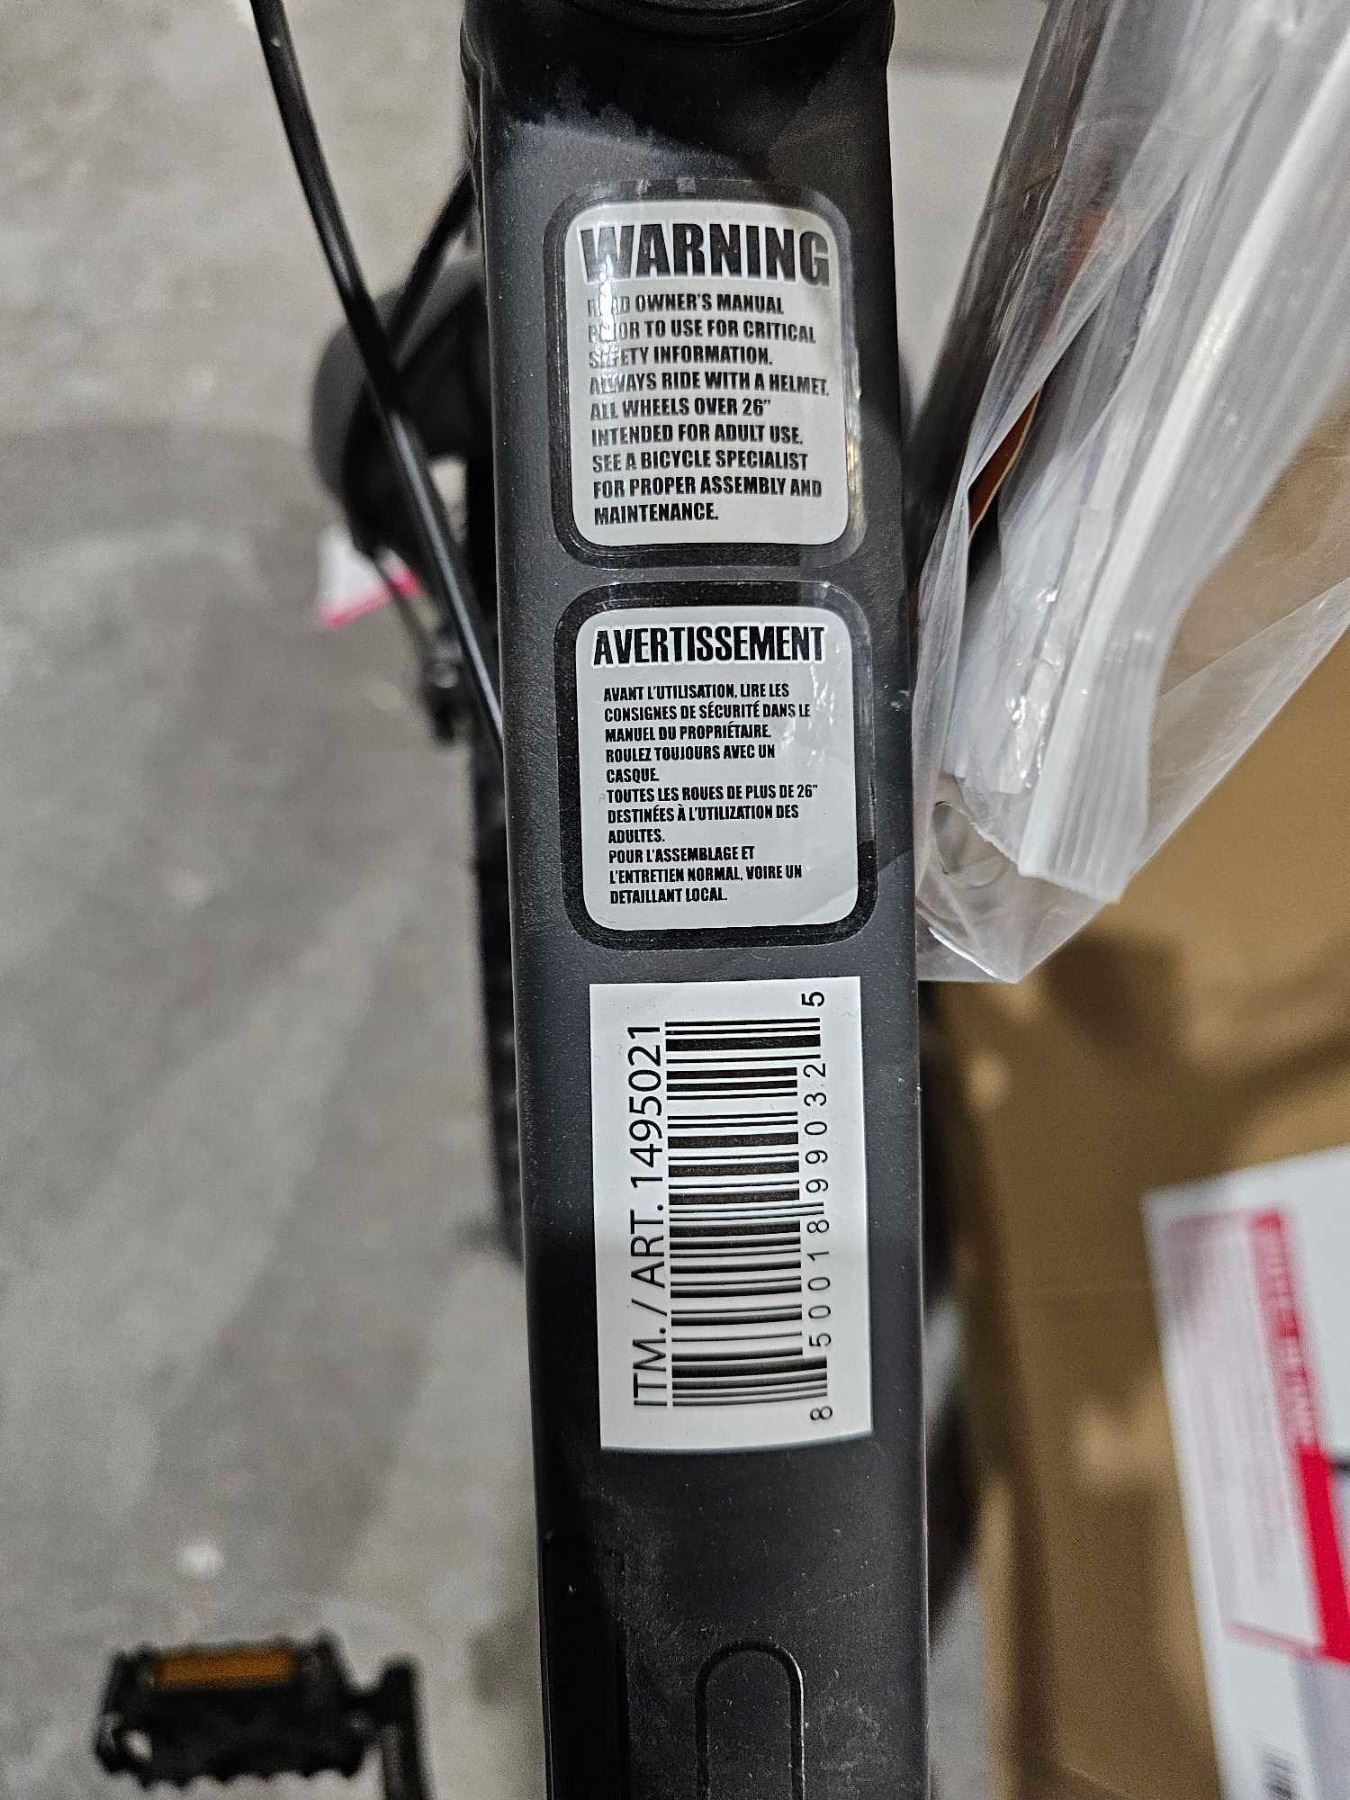 WARNING
READ OWNER'S MANUAL
PRIOR TO USE FOR CRITICAL
SAFETY INFORMATION.
ALWAYS RIDE WITH A HELMET.
ALL WHEELS OVER 26"
INTENDED FOR ADULT USE.
SEE A BICYCLE SPECIALIST
FOR PROPER ASSEMBLY AND
MAINTENANCE.
AVERTISSEMENT
AVANT L'UTILISATION, LIRE LES
CONSIGNES DE SÉCURITÉ DANS LE
MANUEL DU PROPRIÉTAIRE.
ROULEZ TOUJOURS AVEC UN
CASQUE.
TOUTES LES ROUES DE PLUS DE 26"
DESTINÉES À L'UTILIZATION DES
ADULTES.
POUR L'ASSEMBLAGE ET
L'ENTRETIEN NORMAL, VOIRE UN
DETAILLANT LOCAL.
ITM. / ART. 1495021
8 50018 99032 5